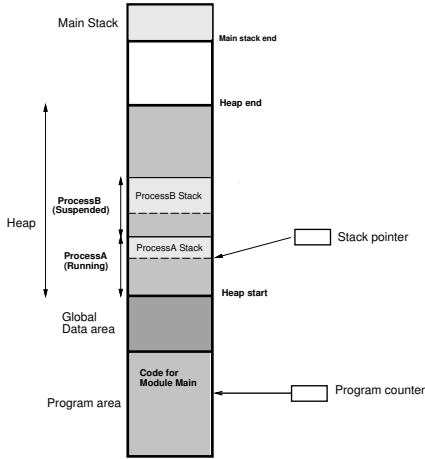 Main Stack
Main stack end
Heap end
ProcessB
(Suspended)
ProcessB Stack
Heap
ProcessA
(Running)
ProcessA Stack
Stack pointer
Heap start
Global
Data area
Code for
Module Main
Program area
Program counter